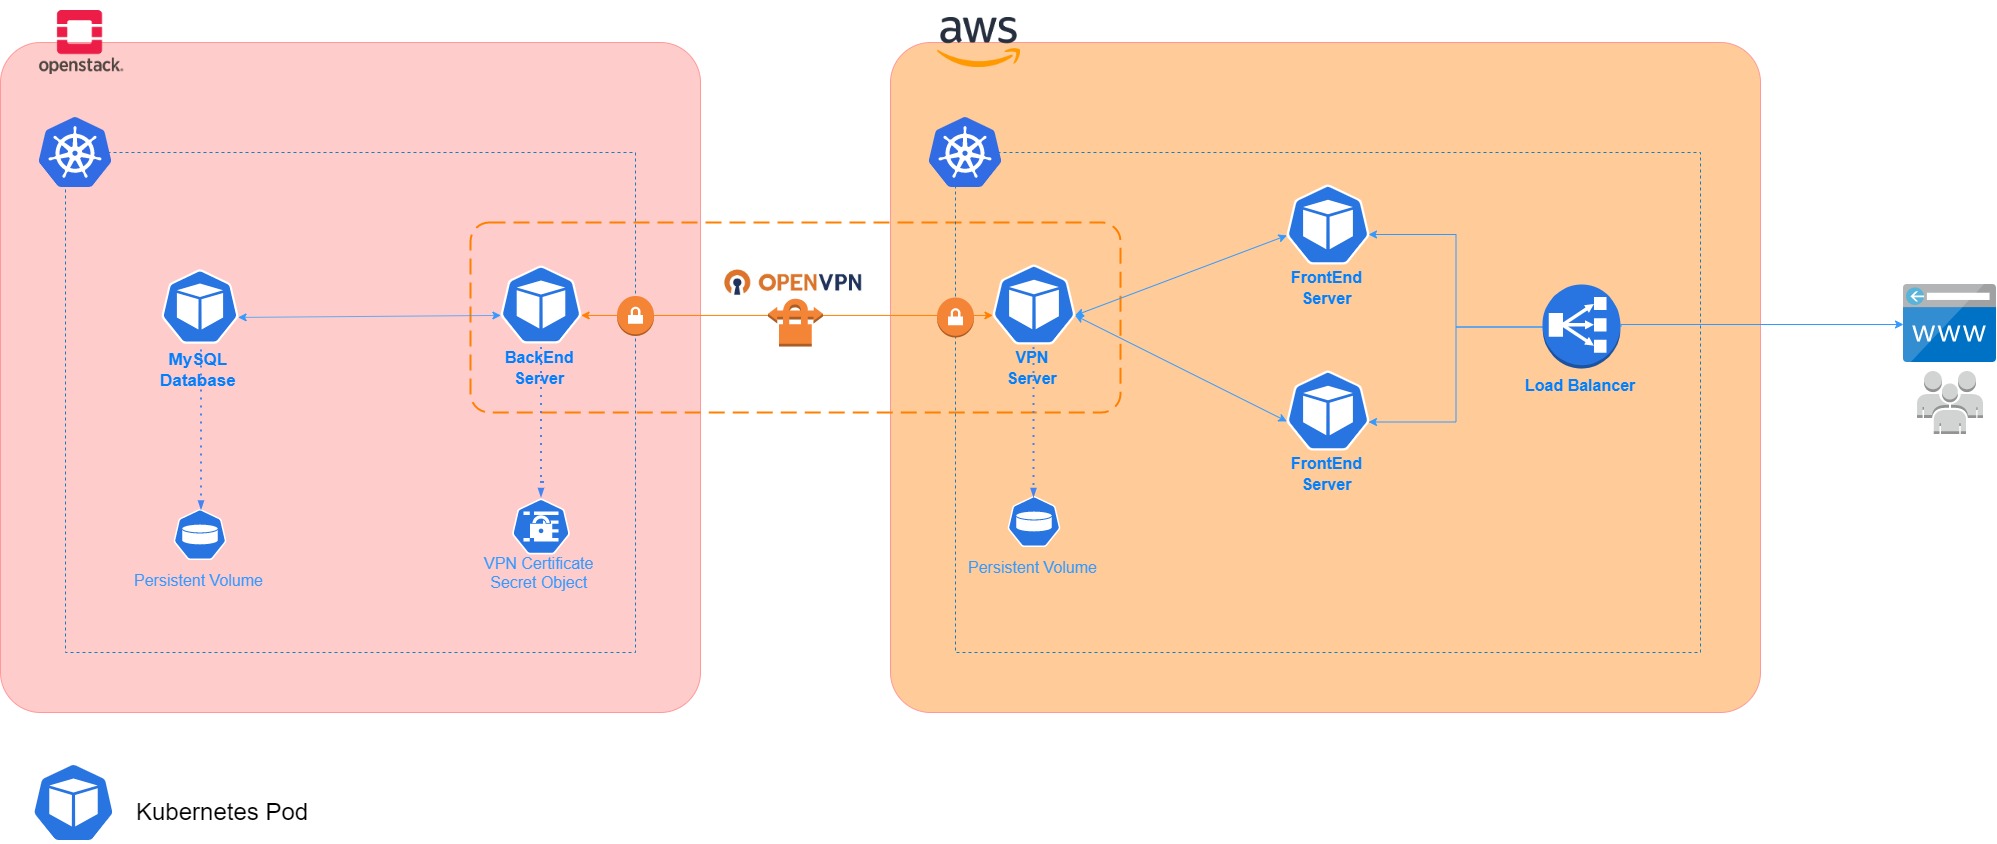 openstack.
aws
OPENVPN
MySQL
Database
BackEnd
Server
VPN
Server
FrontEnd
Server
FrontEnd
Server
Load Balancer
WWW
Persistent Volume
VPN Certificate
Secret Object
Persistent Volume
Kubernetes Pod